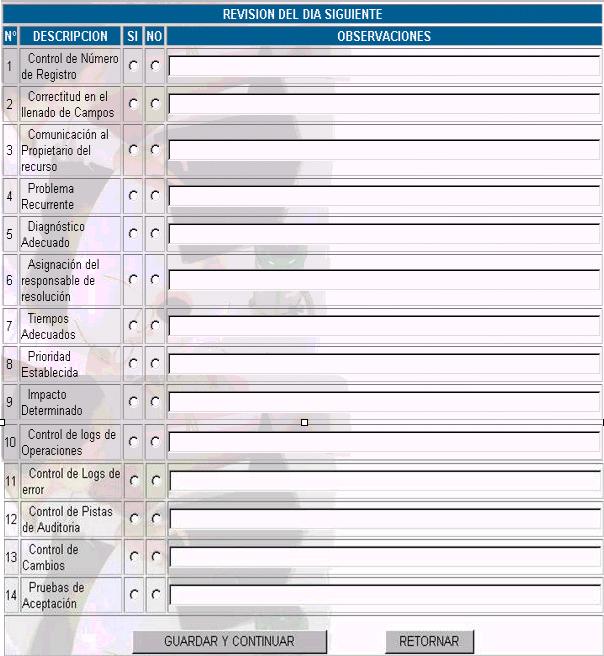 REVISION DEL DIA SIGUIENTE
Nº DESCRIPCION SI NO OBSERVACIONES
1 Control de Número
de Registro
2 Correctitud en el
llenado de Campos
3 Comunicación al
Propietario del
recurso
4 Problema
Recurrente
5 Diagnóstico
Adecuado
6 Asignación del
responsable de
resolución
7 Tiempos
Adecuados
8 Prioridad
Establecida
9 Impacto
Determinado
10 Control de logs de
Operaciones
11 Control de Logs de
error
12 Control de Pistas
de Auditoria
13 Control de
Cambios
14 Pruebas de
Aceptación
GUARDAR Y CONTINUAR RETORNAR